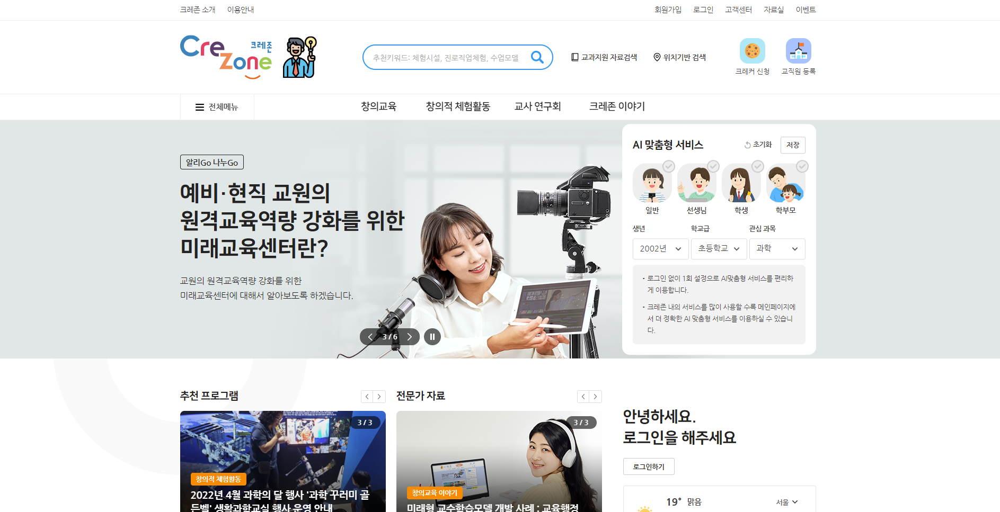 크레존 소개 이용안내
회원가입 로그인 고객센터 자료실 이벤트
Cre 크레존
Zone
추천키워드: 체험시설, 진로직업체험, 수업모델
교과지원 자료검색
위치기반 검색
크레커 신청
교직원 등록
전체메뉴
창의교육 창의적 체험활동 교사 연구회 크레존 이야기
알리Go 나누Go
예비·현직 교원의
원격교육역량 강화를 위한
미래교육센터란?
교원의 원격교육역량 강화를 위한
미래교육센터에 대해서 알아보도록 하겠습니다.
3 / 6
AI 맞춤형 서비스
초기화
저장
일반 선생님 학생 학부모
생년 학교급 관심 과목
2002년 초등학교 과학
· 로그인 없이 1회 설정으로 AI맞춤형 서비스를 편리하
게 이용합니다.
· 크레존 내의 서비스를 많이 사용할 수록 메인페이지에
서 더 정확한 AI 맞춤형 서비스를 이용하실 수 있습니
다.
추천 프로그램
3 / 3
창의적 체험활동
2022년 4월 과학의 달 행사 '과학 꾸러미 골
든벨' 생활과학교실 행사 운영 안내
전문가 자료
3 / 3
창의교육 이야기
미래형 교수학습모델 개발 사례 : 교육행정
안녕하세요.
로그인을 해주세요
로그인하기
19° 맑음
서울